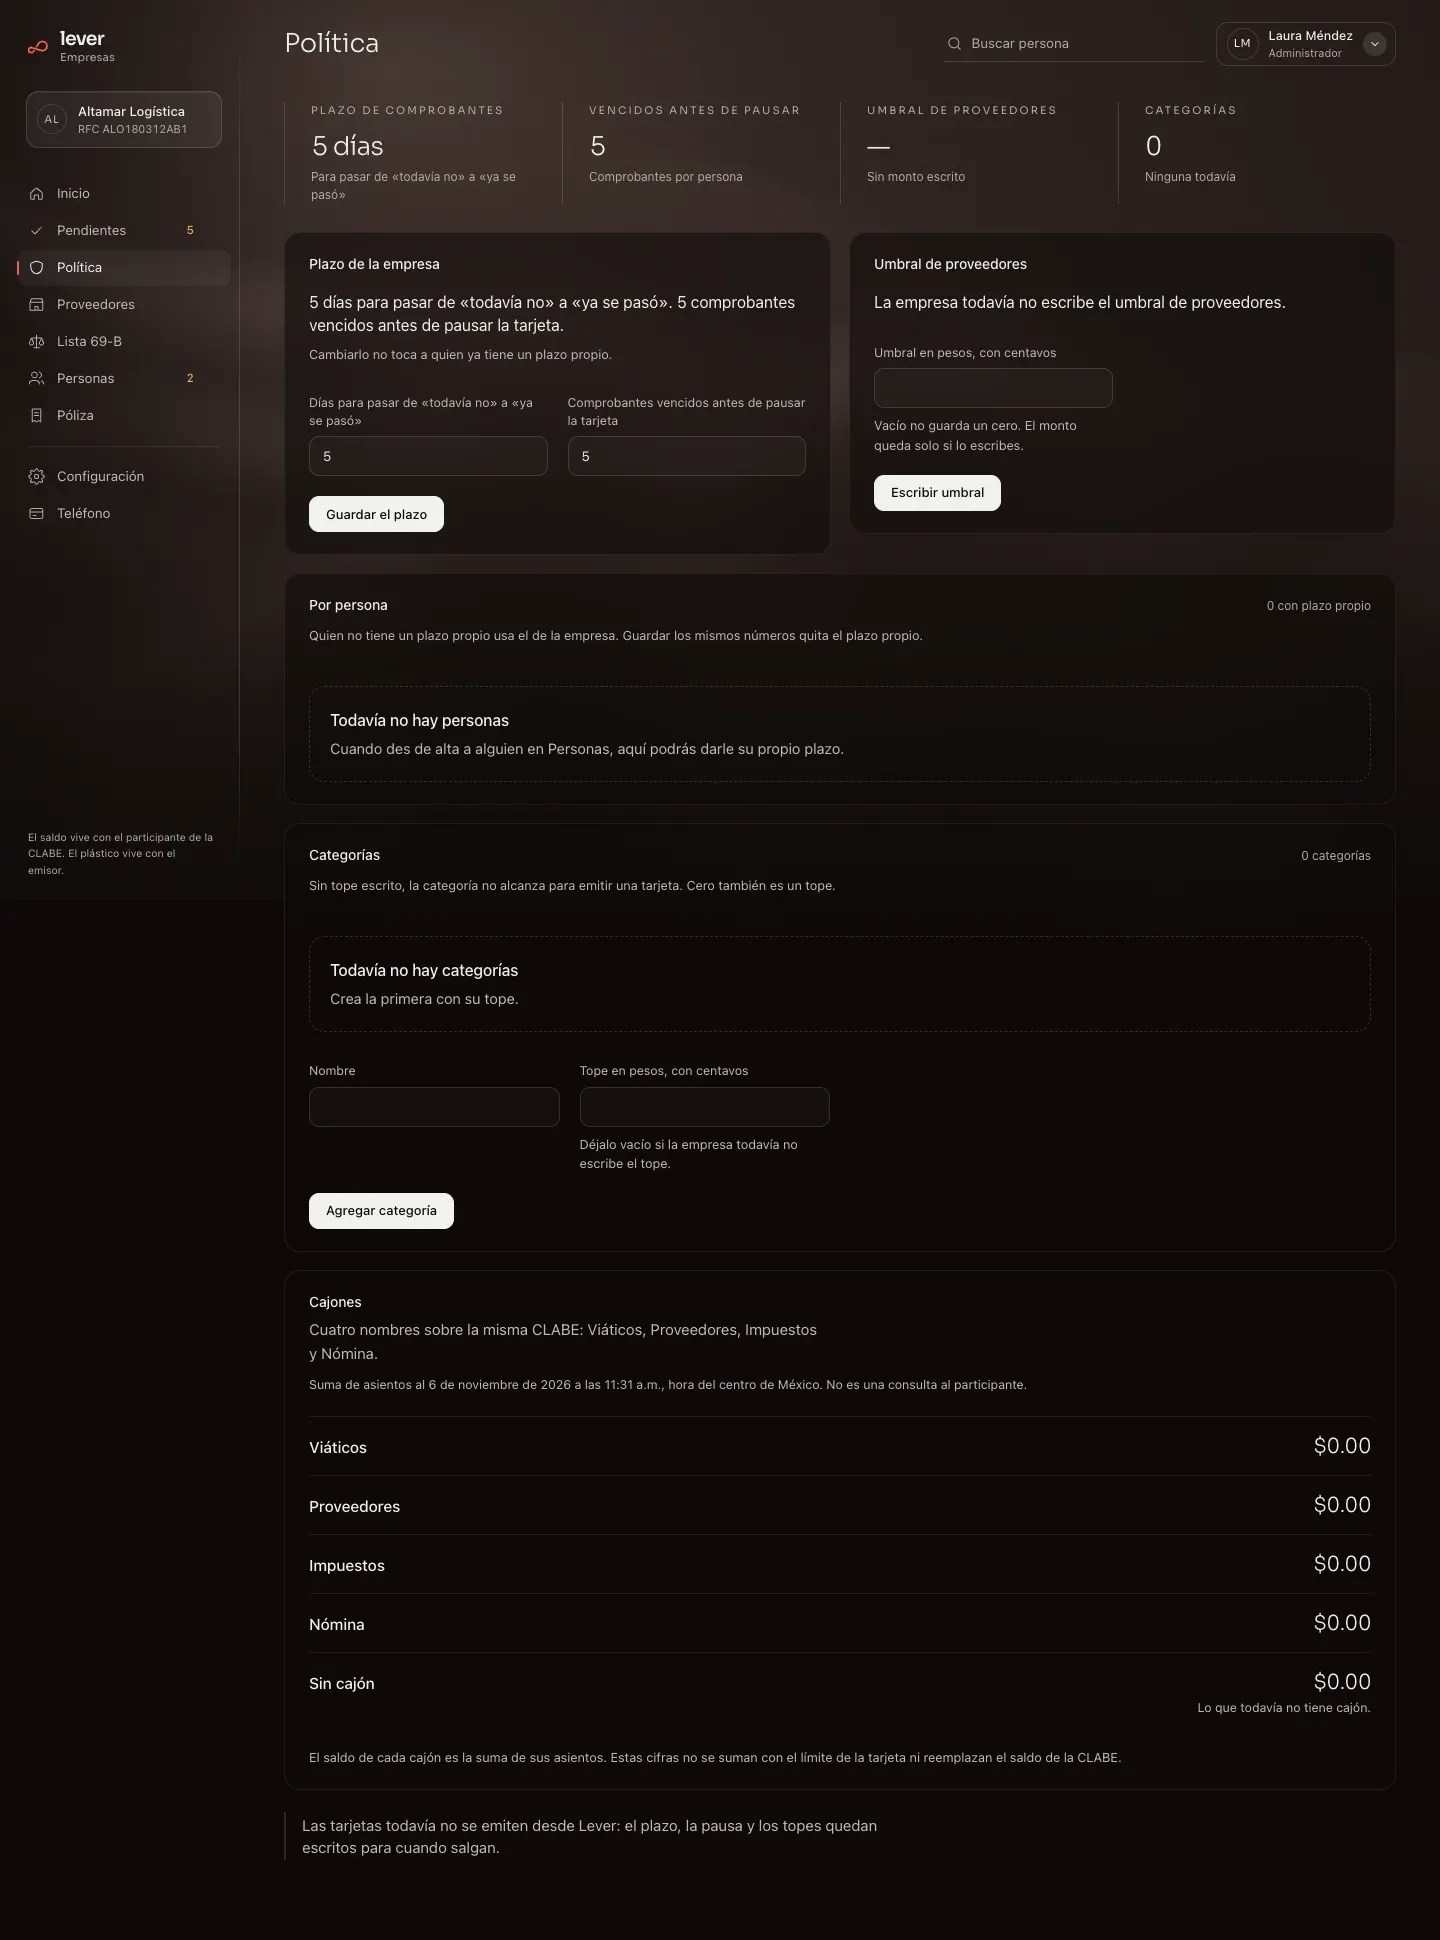 lever
Empresas
AL
Altamar Logística
RFC ALO180312AB1
Inicio
Pendientes 5
Política
Proveedores
Lista 69-B
Personas 2
Póliza
Configuración
Teléfono
El saldo vive con el participante de la
CLABE. El plástico vive con el
emisor.
Política
Buscar persona
LM
Laura Méndez
Administrador
PLAZO DE COMPROBANTES
5 días
Para pasar de «todavía no» a «ya se
pasó»
VENCIDOS ANTES DE PAUSAR
5
Comprobantes por persona
UMBRAL DE PROVEEDORES
—
Sin monto escrito
CATEGORÍAS
0
Ninguna todavía
Plazo de la empresa
5 días para pasar de «todavía no» a «ya se pasó». 5 comprobantes
vencidos antes de pausar la tarjeta.
Cambiarlo no toca a quien ya tiene un plazo propio.
Días para pasar de «todavía no» a «ya
se pasó»
5
Comprobantes vencidos antes de pausar
la tarjeta
5
Guardar el plazo
Umbral de proveedores
La empresa todavía no escribe el umbral de proveedores.
Umbral en pesos, con centavos
Vacío no guarda un cero. El monto
queda solo si lo escribes.
Escribir umbral
Por persona
0 con plazo propio
Quien no tiene un plazo propio usa el de la empresa. Guardar los mismos números quita el plazo propio.
Todavía no hay personas
Cuando des de alta a alguien en Personas, aquí podrás darle su propio plazo.
Categorías
0 categorías
Sin tope escrito, la categoría no alcanza para emitir una tarjeta. Cero también es un tope.
Todavía no hay categorías
Crea la primera con su tope.
Nombre
Tope en pesos, con centavos
Déjalo vacío si la empresa todavía no
escribe el tope.
Agregar categoría
Cajones
Cuatro nombres sobre la misma CLABE: Viáticos, Proveedores, Impuestos
y Nómina.
Suma de asientos al 6 de noviembre de 2026 a las 11:31 a.m., hora del centro de México. No es una consulta al participante.
Viáticos $0.00
Proveedores $0.00
Impuestos $0.00
Nómina $0.00
Sin cajón $0.00
Lo que todavía no tiene cajón.
El saldo de cada cajón es la suma de sus asientos. Estas cifras no se suman con el límite de la tarjeta ni reemplazan el saldo de la CLABE.
Las tarjetas todavía no se emiten desde Lever: el plazo, la pausa y los topes quedan
escritos para cuando salgan.